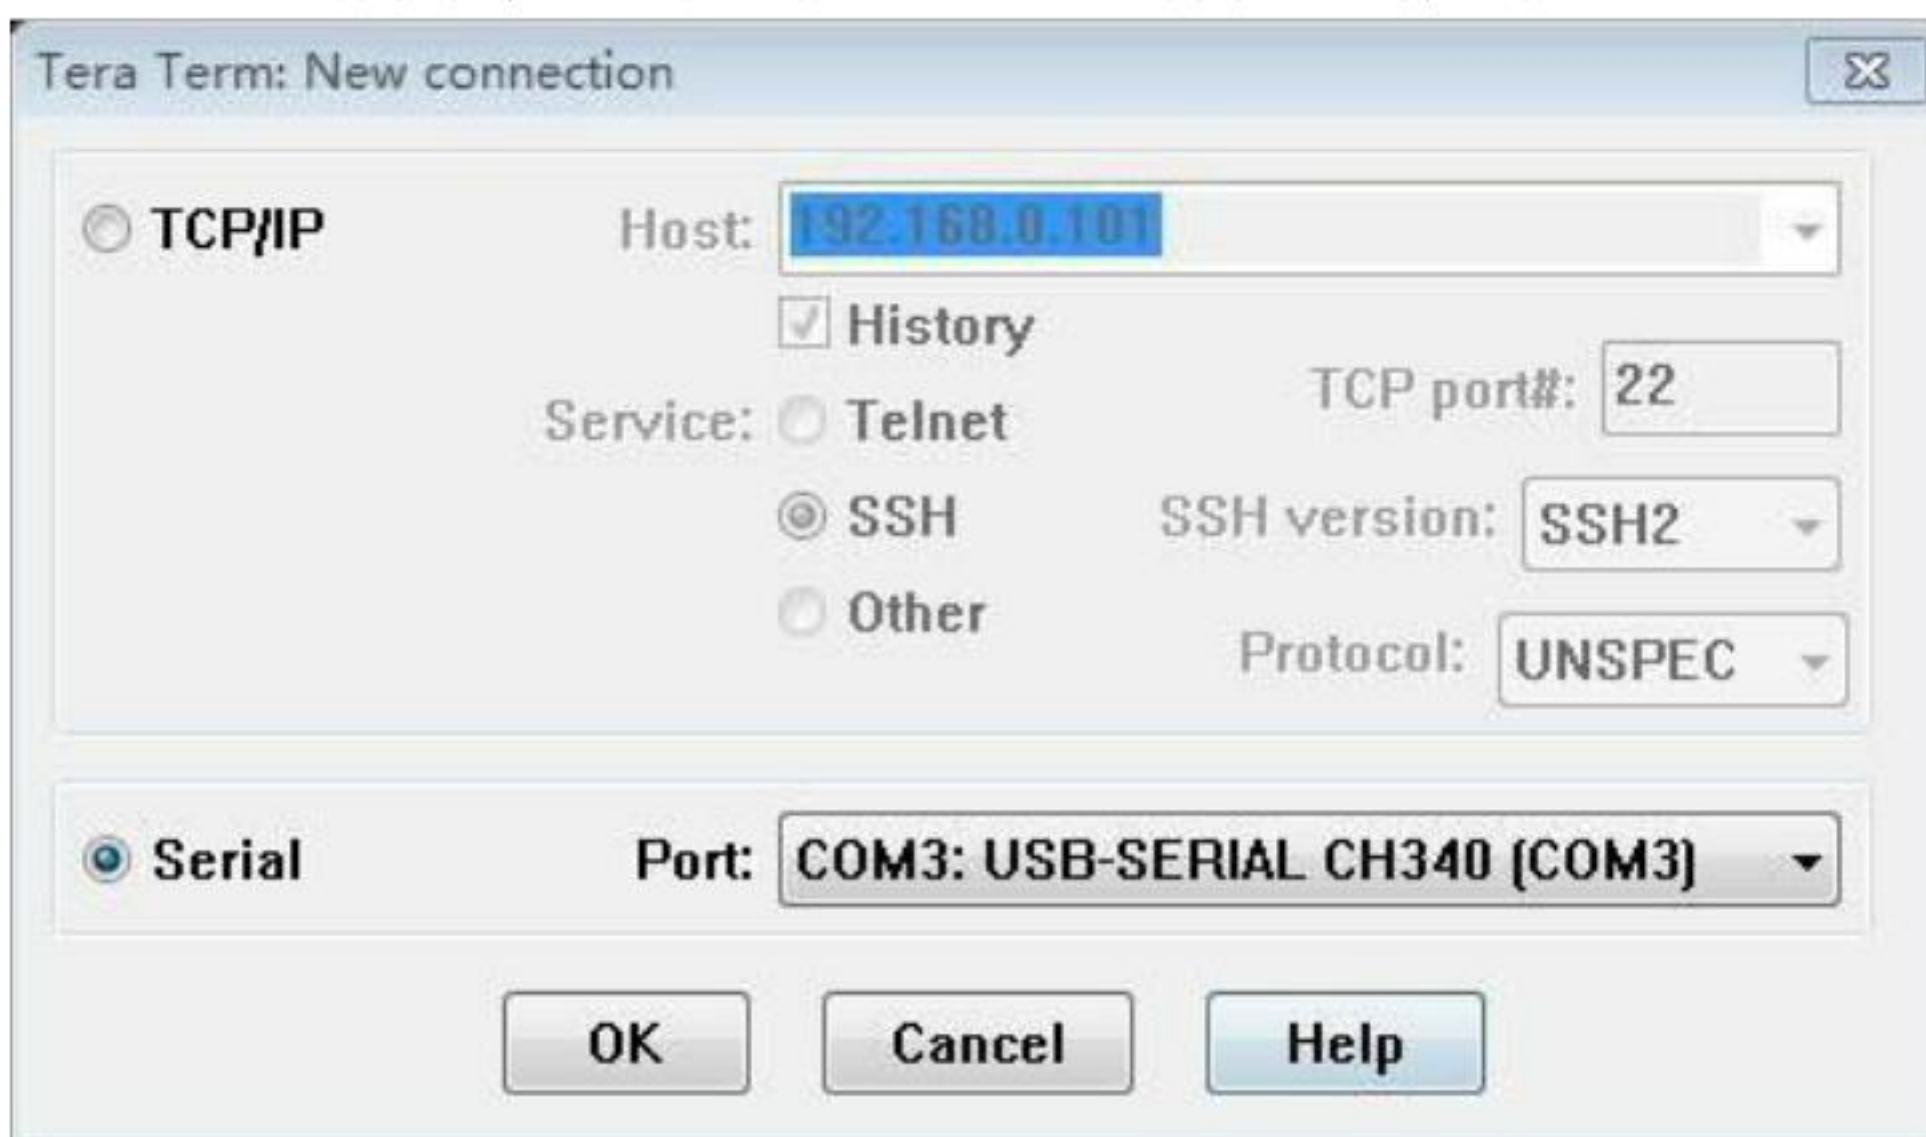 Tera Term: New connection
TCP/IP Host: 192.168.0.101
History
TCP port#: 22
Service: Telnet
SSH SSH version: SSH2
Other
Protocol: UNSPEC
Serial Port: COM3: USB-SERIAL CH340 (COM3)
OK Cancel Help